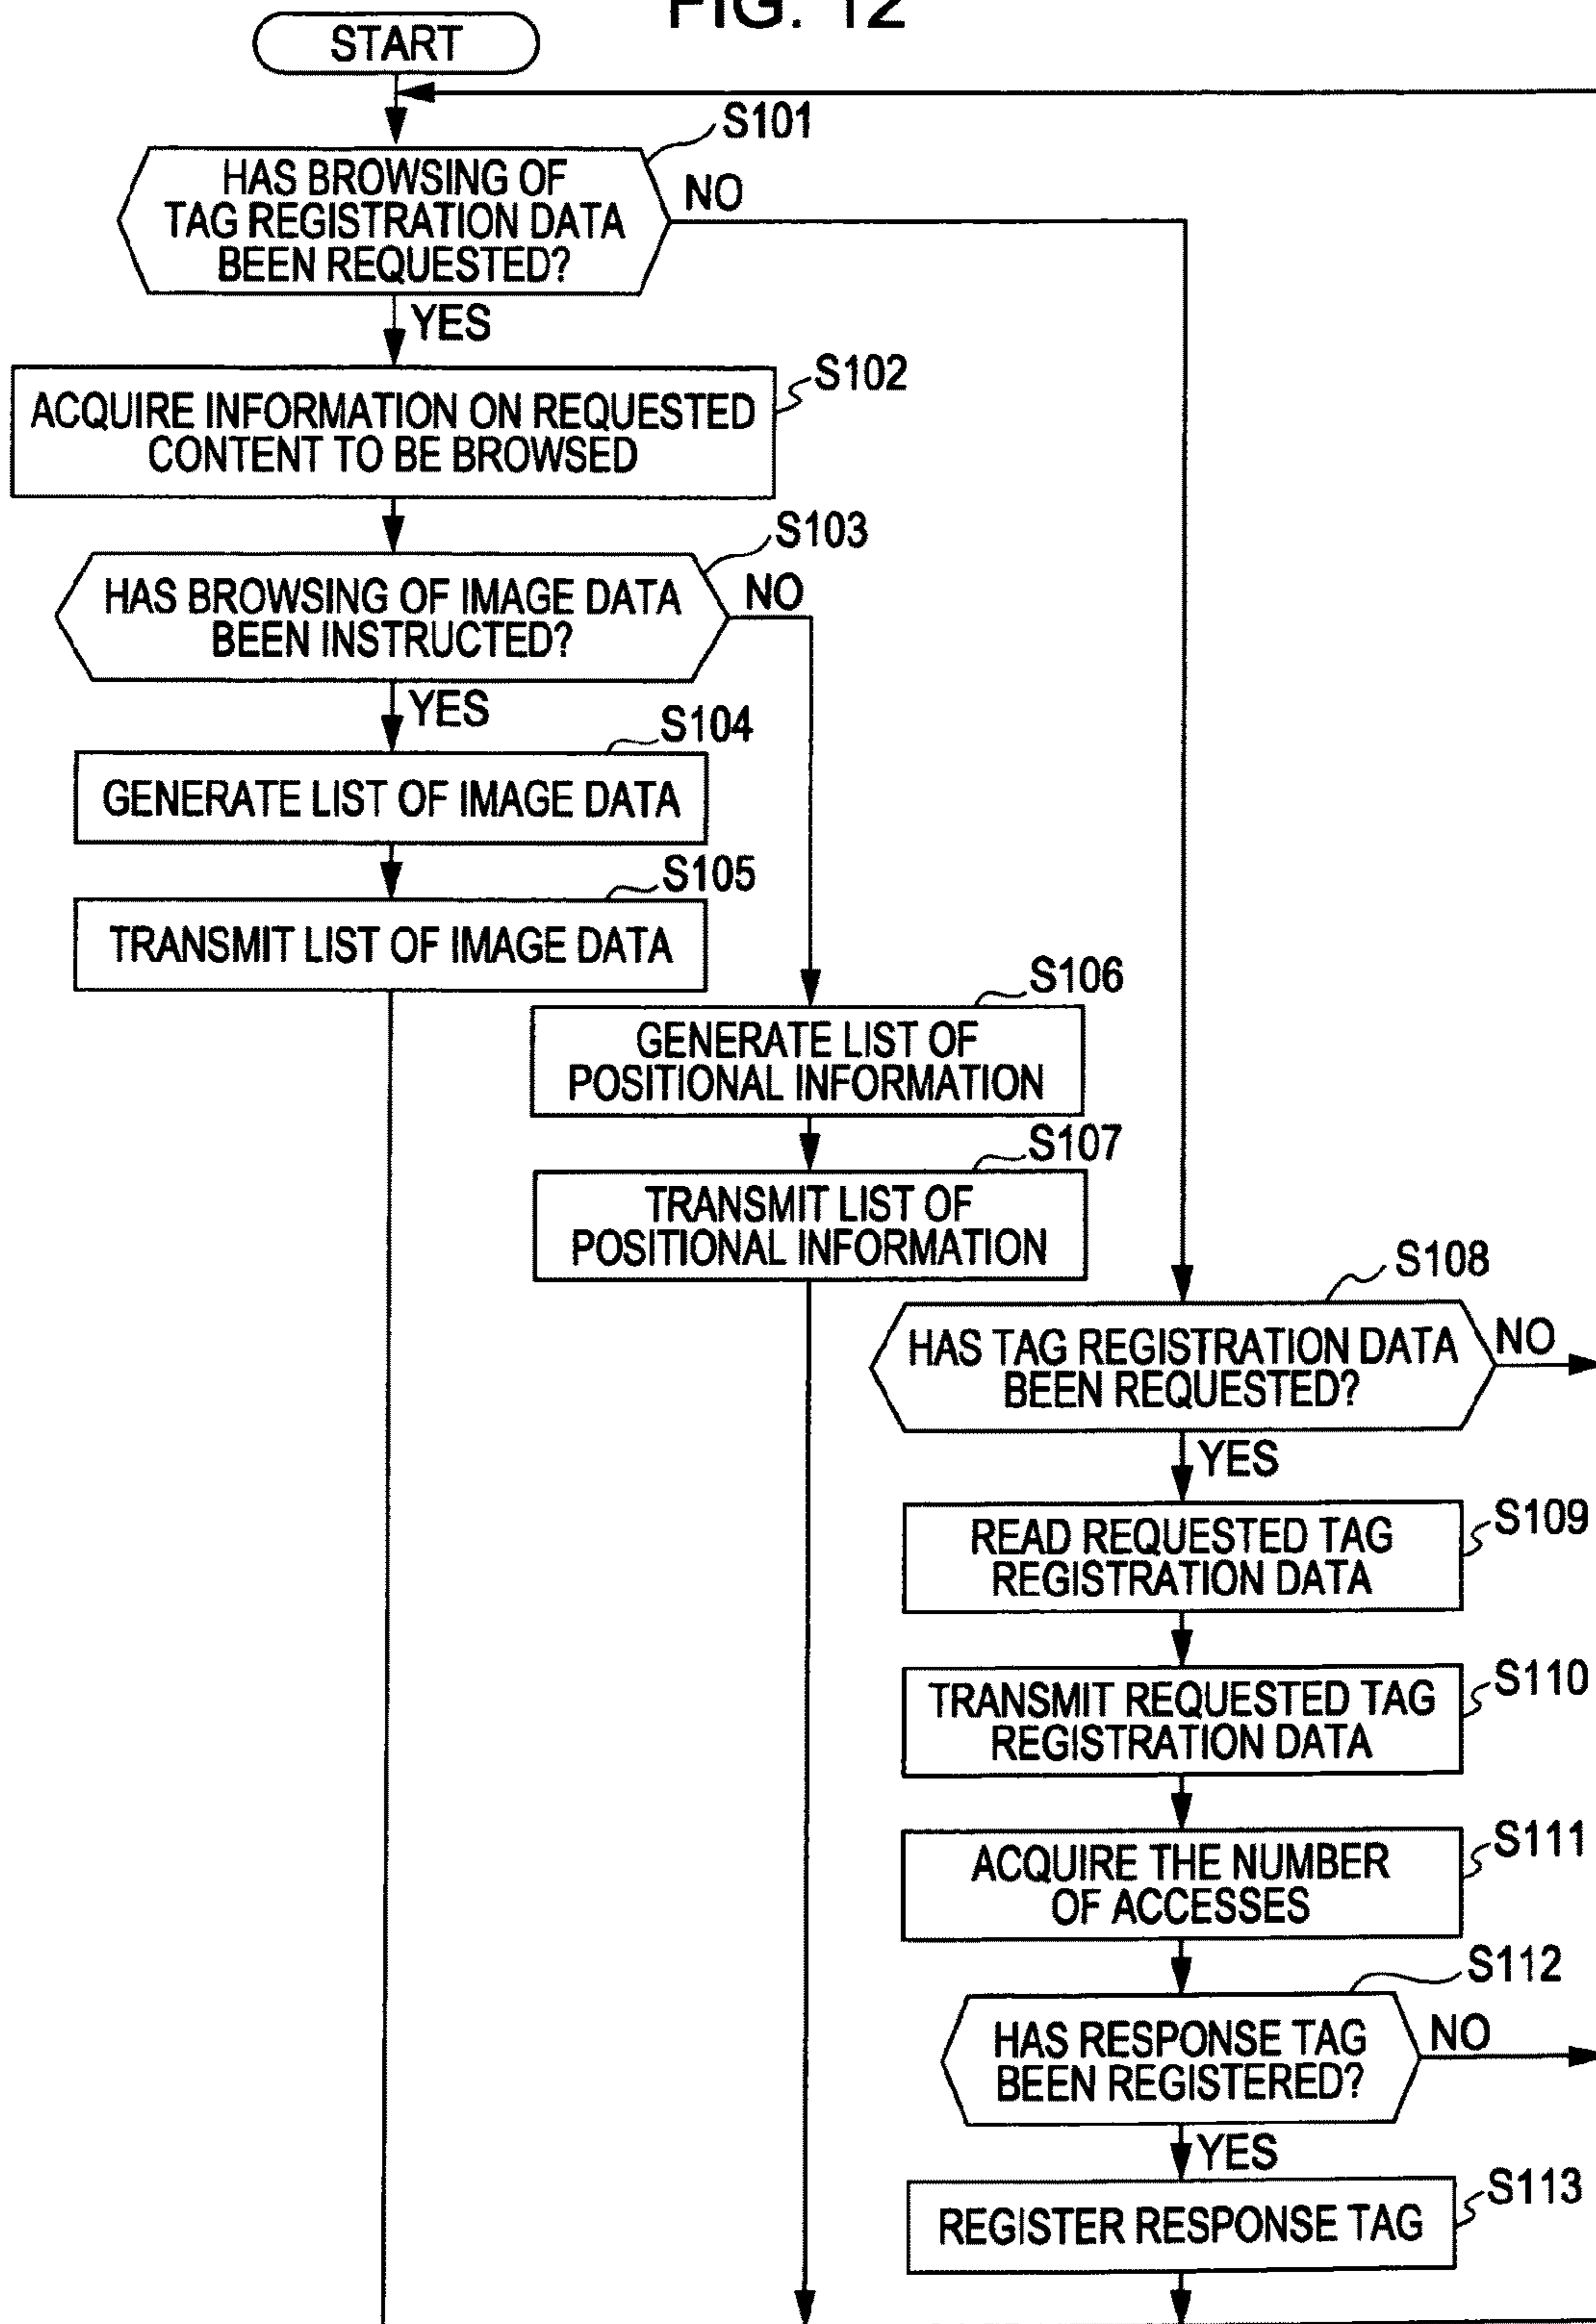 FIG. 12
START
S101
HAS BROWSING OF
TAG REGISTRATION DATA
BEEN REQUESTED?
NO
YES
S102
ACQUIRE INFORMATION ON REQUESTED
CONTENT TO BE BROWSED
S103
HAS BROWSING OF IMAGE DATA
BEEN INSTRUCTED?
NO
YES
S104
GENERATE LIST OF IMAGE DATA
S105
TRANSMIT LIST OF IMAGE DATA
S106
GENERATE LIST OF
POSITIONAL INFORMATION
S107
TRANSMIT LIST OF
POSITIONAL INFORMATION
S108
HAS TAG REGISTRATION DATA
BEEN REQUESTED?
NO
YES
S109
READ REQUESTED TAG
REGISTRATION DATA
S110
TRANSMIT REQUESTED TAG
REGISTRATION DATA
S111
ACQUIRE THE NUMBER
OF ACCESSES
S112
HAS RESPONSE TAG
BEEN REGISTERED?
NO
YES
S113
REGISTER RESPONSE TAG